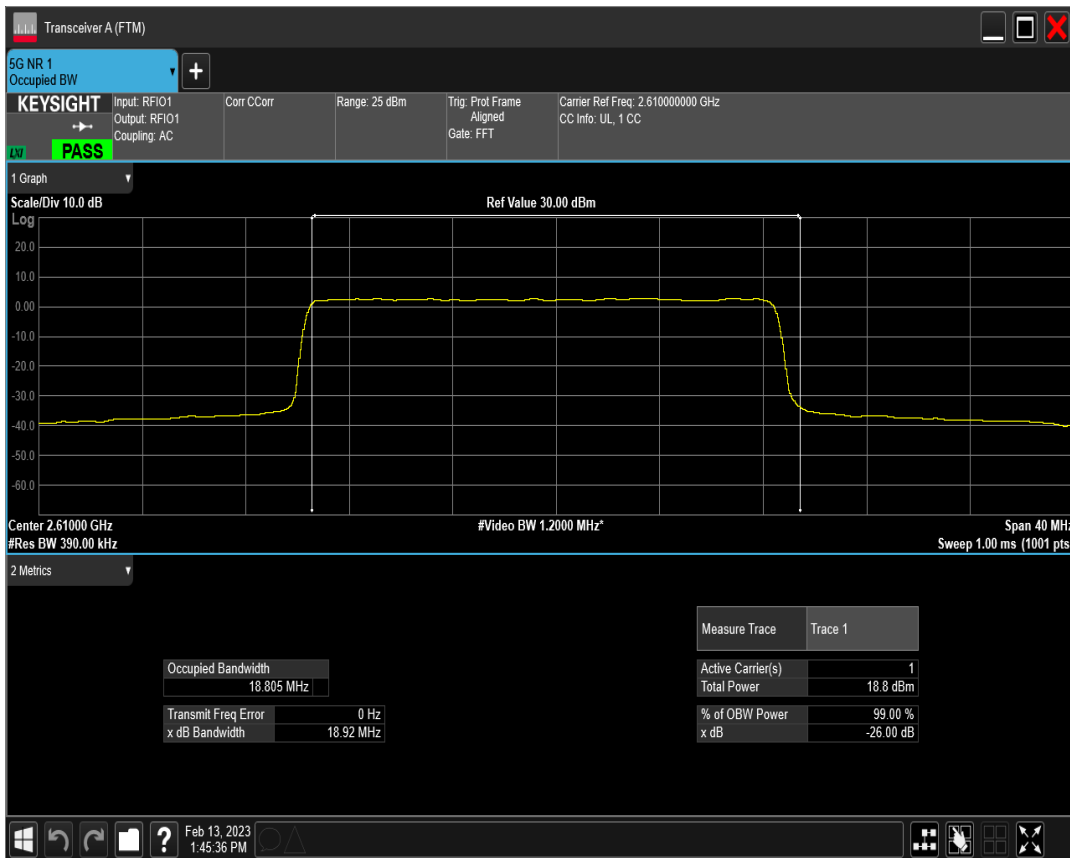 Transceiver A (FTM)
5G NR 1
Occupied BW
+
KEYSIGHT
LXI
PASS
Input: RFIO1
Output: RFIO1
Coupling: AC
Corr CCorr
Range: 25 dBm
Trig: Prot Frame
Aligned
Gate: FFT
Carrier Ref Freq: 2.610000000 GHz
CC Info: UL, 1 CC
1 Graph
Scale/Div 10.0 dB
Ref Value 30.00 dBm
Log
20.0
10.0
0.00
-10.0
-20.0
-30.0
-40.0
-50.0
-60.0
Center 2.61000 GHz
#Video BW 1.2000 MHz*
Span 40 MHz
#Res BW 390.00 kHz
Sweep 1.00 ms (1001 pts
2 Metrics
Measure Trace Trace 1
Occupied Bandwidth
18.805 MHz
Active Carrier(s) 1
Total Power 18.8 dBm
Transmit Freq Error 0 Hz
x dB Bandwidth 18.92 MHz
% of OBW Power 99.00 %
x dB -26.00 dB
?
Feb 13, 2023
1:45:36 PM